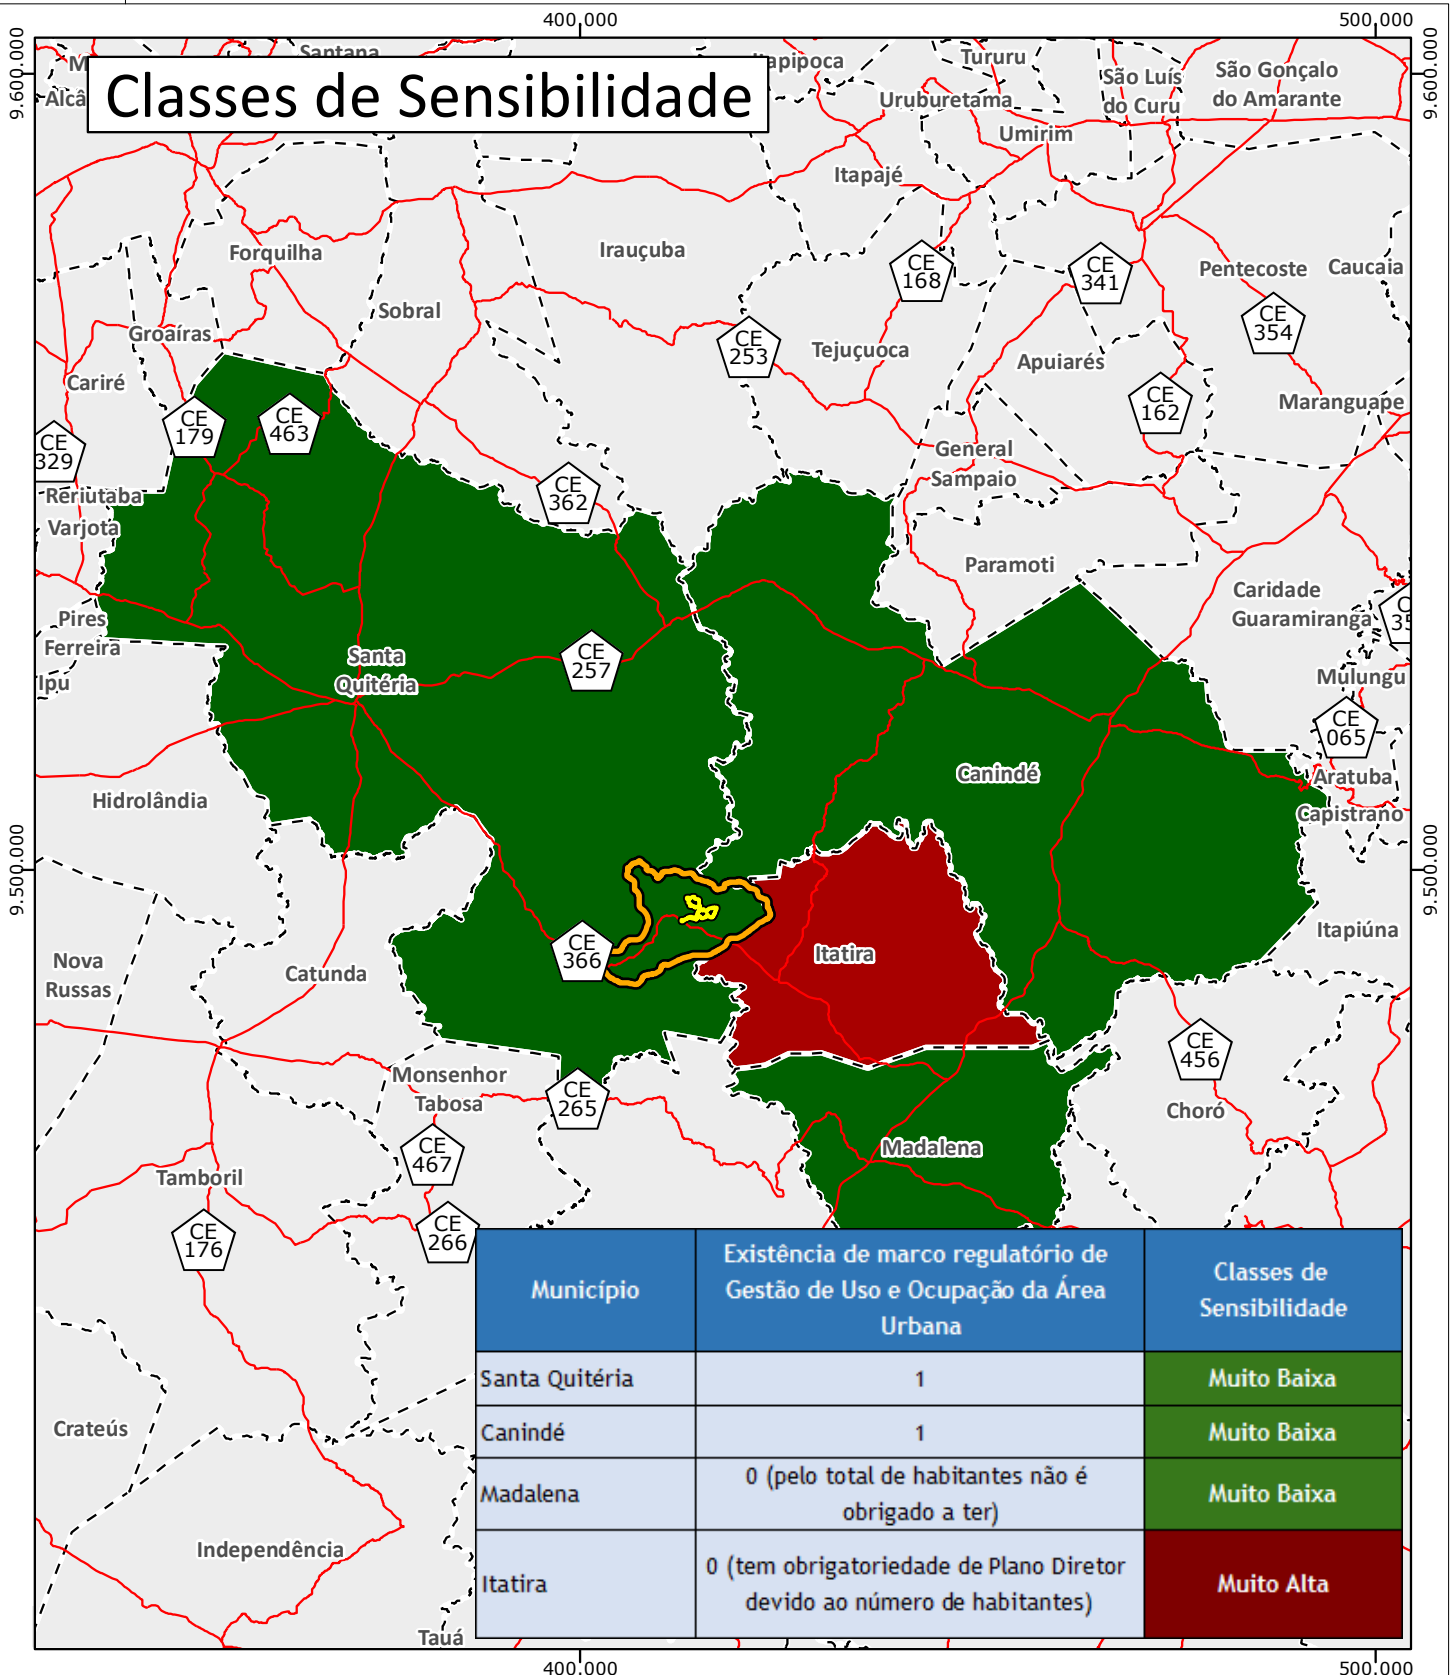 400.000
500.000
9.600.000
9.600.000
Santana
Itapipoca
Tururu
São Luís
do Curu
São Gonçalo
do Amarante
Classes de Sensibilidade
Uruburetama
Umirim
Itapajé
Forquilha
Irauçuba
CE
168
CE
341
Pentecoste
Caucaia
Sobral
Groaíras
CE
253
Tejuçuoca
CE
354
Apuiarés
Cariré
CE
179
CE
463
CE
162
Maranguape
CE
329
General
Sampaio
CE
362
Reriutaba
Varjota
Paramoti
Caridade
Guaramiranga
Pires
Ferreira
Santa
Quitéria
CE
257
Ipu
Mulungu
CE
065
Canindé
Aratuba
Hidrolândia
Capistrano
9.500.000
9.500.000
Itapiúna
CE
366
Itatira
Nova
Russas
Catunda
CE
456
Monsenhor
Tabosa
CE
265
Choró
CE
467
Madalena
Tamboril
CE
176
CE
266
Município
Existência de marco regulatório de
Gestão de Uso e Ocupação da Área
Urbana
Classes de
Sensibilidade
Santa Quitéria
1
Muito Baixa
Canindé
1
Muito Baixa
Madalena
0 (pelo total de habitantes não é
obrigado a ter)
Muito Baixa
Itatira
0 (tem obrigatoriedade de Plano Diretor
devido ao número de habitantes)
Muito Alta
Crateús
Independência
Tauá
400.000
500.000